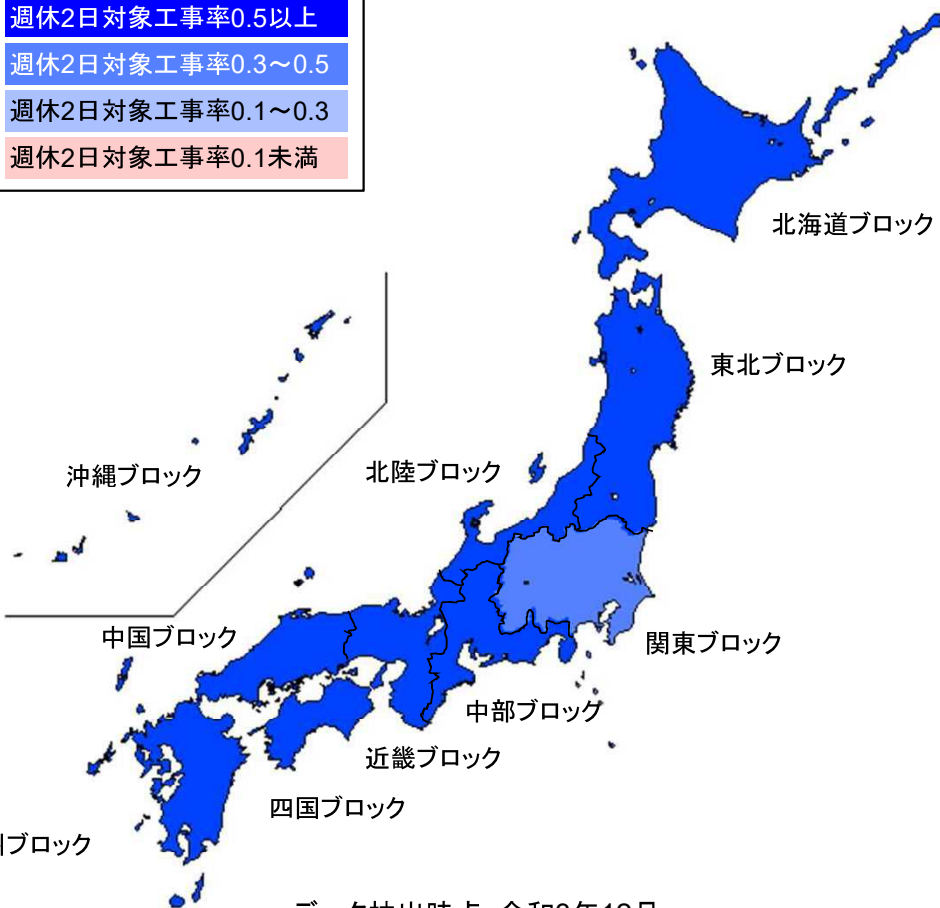 週休2日対象工事率0.5以上
週休2日対象工事率0.3～0.5
週休2日対象工事率0.1～0.3
週休2日対象工事率0.1未満
北海道ブロック
東北ブロック
北陸ブロック
沖縄ブロック
中国ブロック
関東ブロック
中部ブロック
近畿ブロック
四国ブロック
ブロック